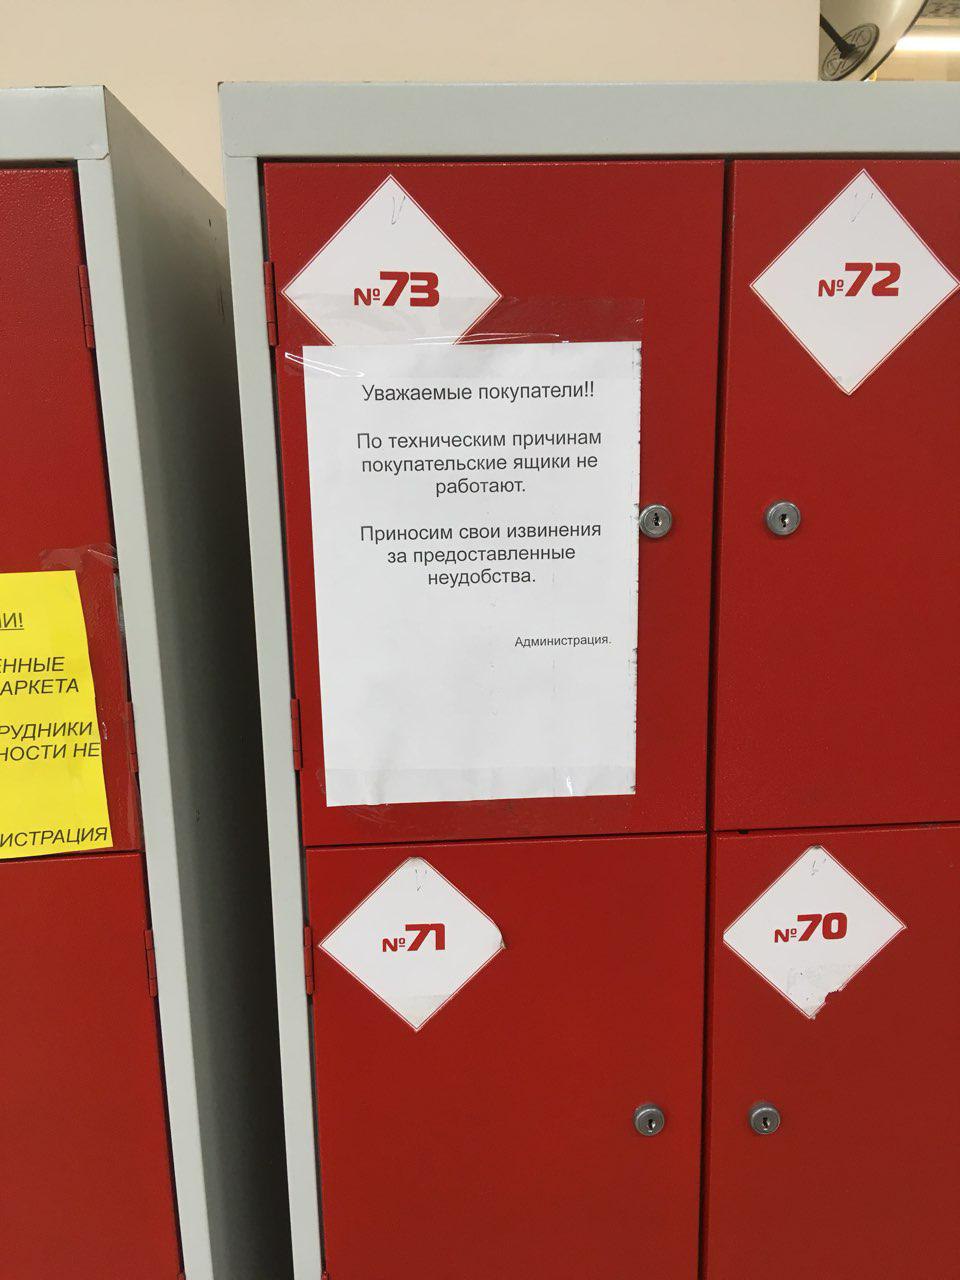 №73
№72
Уважаемые покупатели!!
По техническим причинам
покупательские ящики не
работают.
Приносим свои извинения
за предоставленные
неудобства.
Администрация.
№71
№70